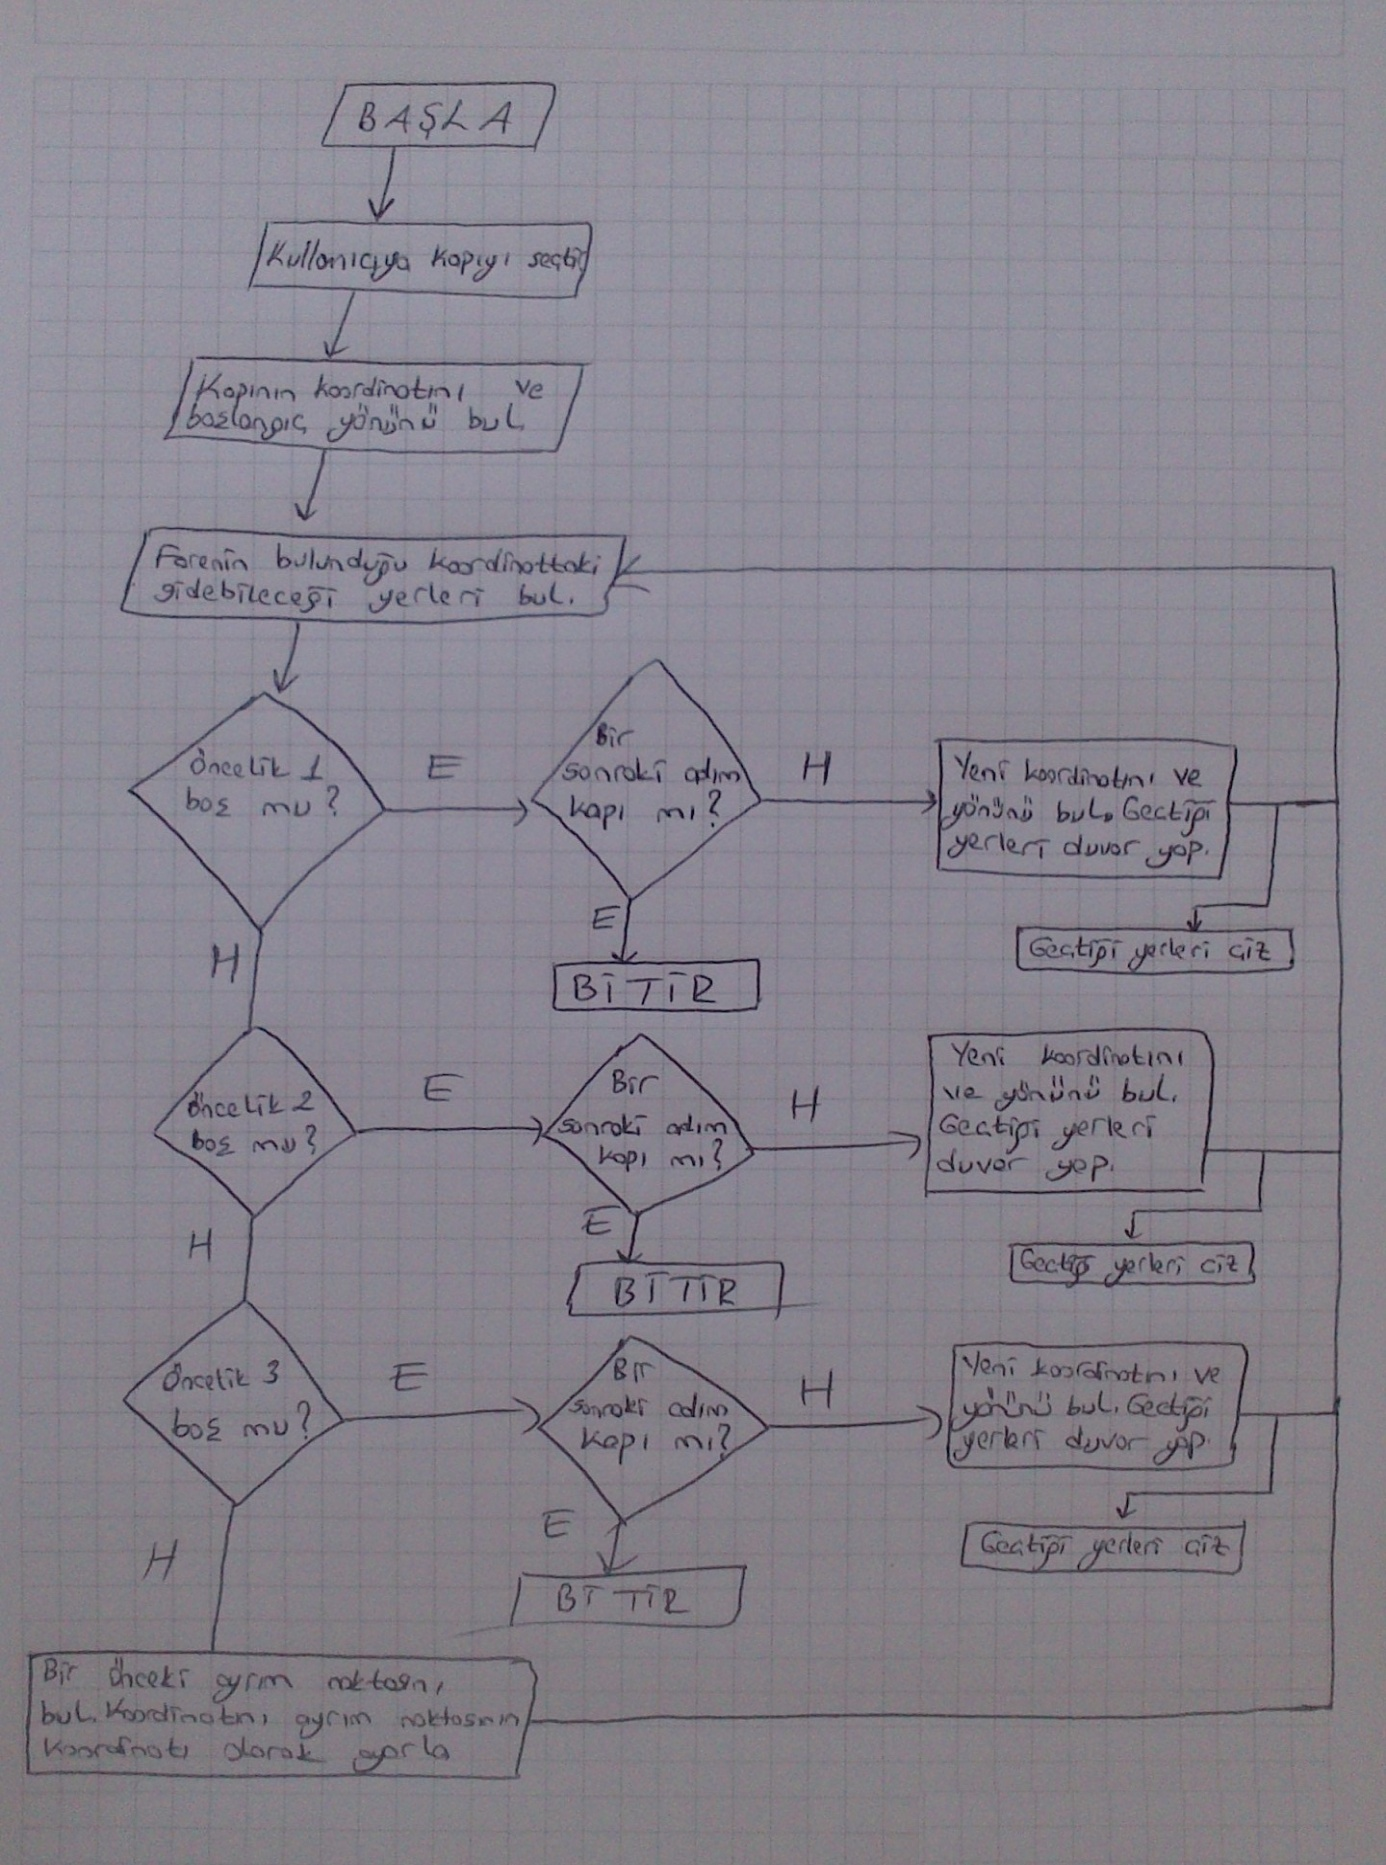 BAŞLA
Kullanıcıya kapıyı seçtir
Kapının koordinatını ve
başlangıç yönünü bul.
Farenin bulunduğu koordinattaki
gidebileceği yerleri bul.
Öncelik 1
boş mu?
E
Bir
sonraki adım
kapı mı?
H
Yeni koordinatını ve
yönünü bul. Geçtiği
yerleri duvar yap.
Geçtiği yerleri çiz
E
BİTİR
H
Öncelik 2
boş mu?
E
Bir
sonraki adım
kapı mı?
H
Yeni koordinatını
ve yönünü bul.
Geçtiği yerleri
duvar yap.
Geçtiği yerleri çiz
E
BİTİR
H
Öncelik 3
boş mu?
E
Bir
sonraki adım
kapı mı?
H
Yeni koordinatını ve
yönünü bul. Geçtiği
yerleri duvar yap.
Geçtiği yerleri çiz
E
BİTİR
H
Bir önceki ayrım noktasını
bul. Koordinatını ayrım noktasının
koordinatı olarak ayarla